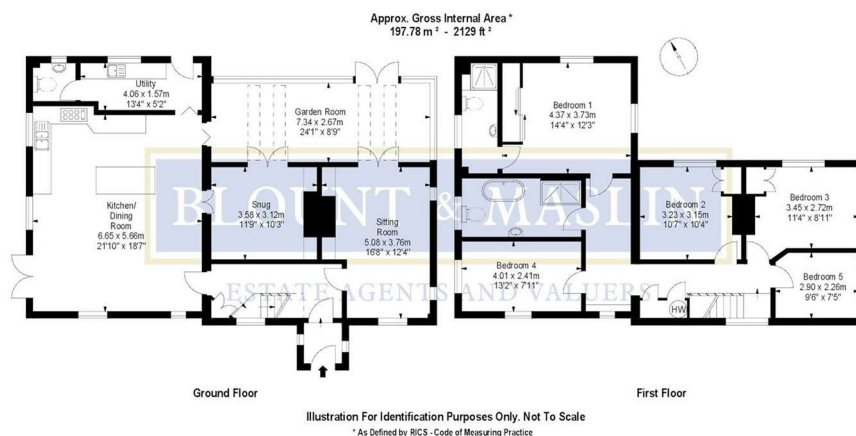 Approx. Gross Internal Area *
197.78 m ² - 2129 ft ²
Utility
4.06 x 1.57m
13'4" x 5'2"
Garden Room
7.34 x 2.67m
24'1" x 8'9"
Kitchen/
Dining
Room
6.65 x 5.66m
21'10" x 18'7"
Snug
3.58 x 3.12m
11'9" x 10'3"
Sitting
Room
5.08 x 3.76m
16'8" x 12'4"
Bedroom 1
4.37 x 3.73m
14'4" x 12'3"
Bedroom 2
3.23 x 3.15m
10'7" x 10'4"
Bedroom 3
3.45 x 2.72m
11'4" x 8'11"
Bedroom 4
4.01 x 2.41m
13'2" x 7'11"
Bedroom 5
2.90 x 2.26m
9'6" x 7'5"
HW
BLOUNT & MASLIN
ESTATE AGENTS AND VALUERS
Ground Floor
First Floor
Illustration For Identification Purposes Only. Not To Scale
* As Defined by RICS - Code of Measuring Practice